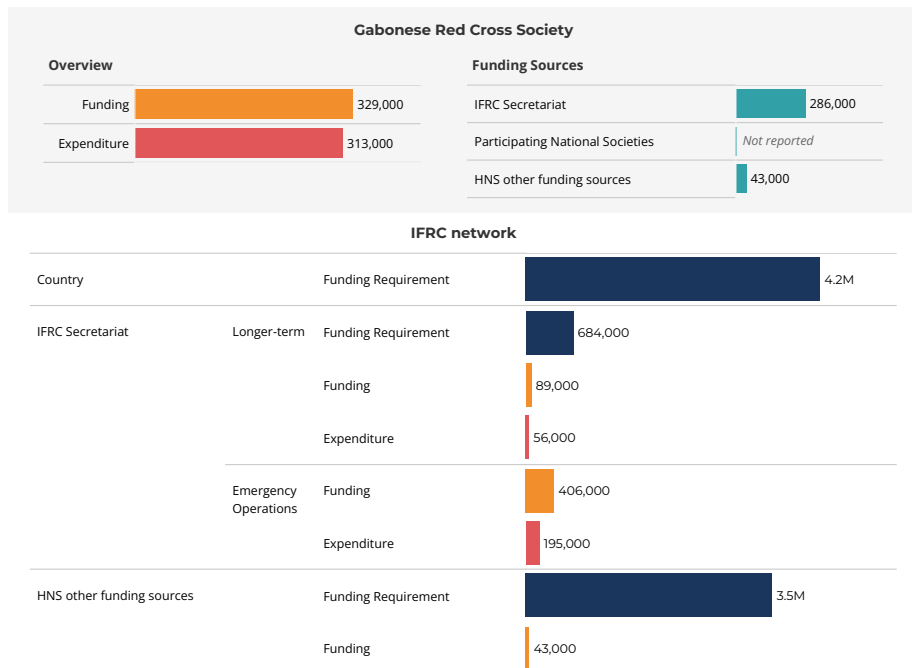 Gabonese Red Cross Society
Overview
Funding 329,000
Expenditure 313,000
Funding Sources
IFRC Secretariat 286,000
Participating National Societies Not reported
HNS other funding sources 43,000
IFRC network
Country Funding Requirement 4.2M
IFRC Secretariat Longer-term Funding Requirement 684,000
Funding 89,000
Expenditure 56,000
Emergency
Operations
Funding 406,000
Expenditure 195,000
HNS other funding sources Funding Requirement 3.5M
Funding 43,000